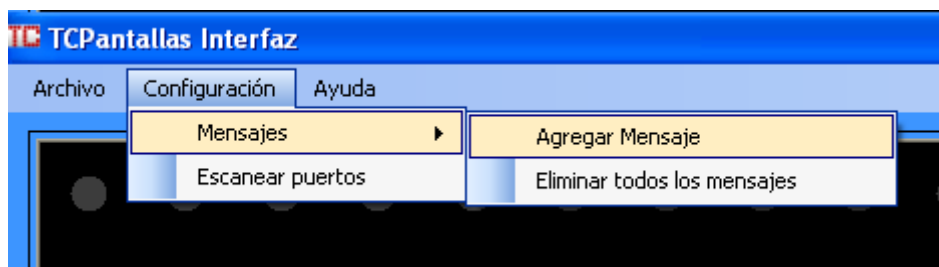 TC TCPantallas Interfaz
Archivo Configuración Ayuda
Mensajes Agregar Mensaje
Escanear puertos Eliminar todos los mensajes